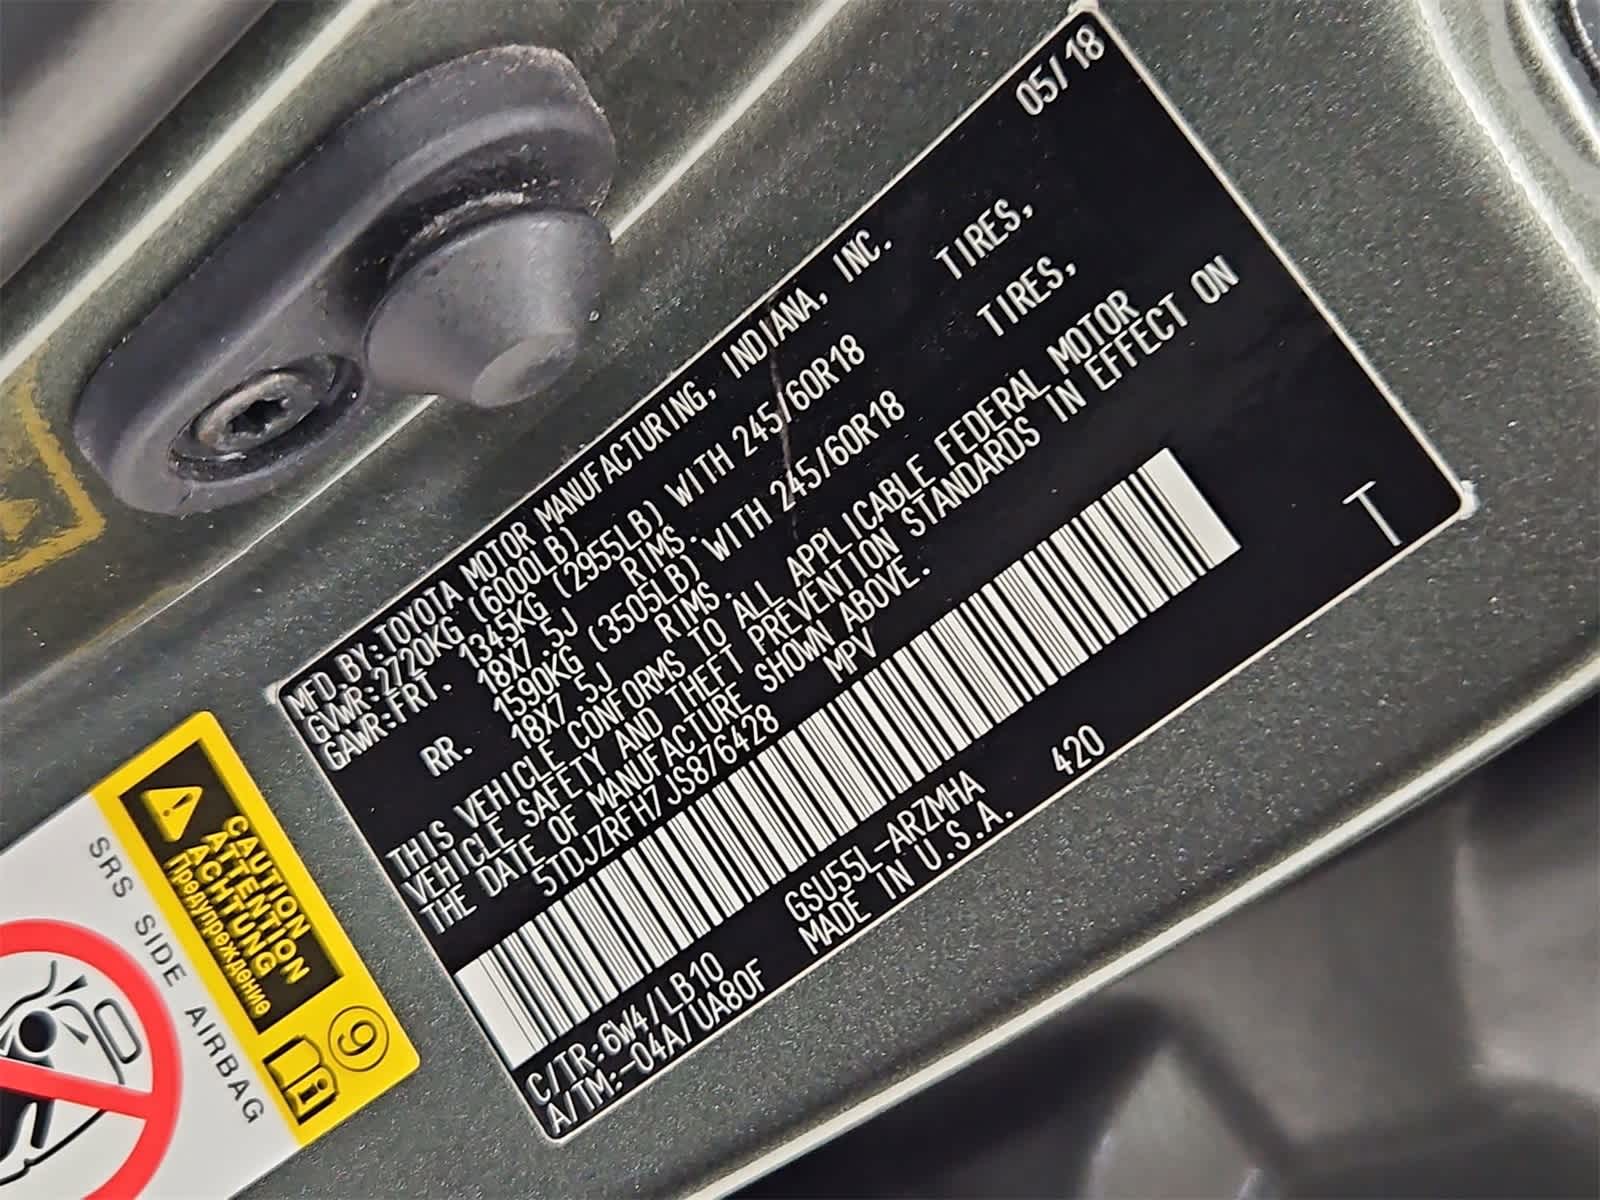 MFD.BY:TOYOTA MOTOR MANUFACTURING, INDIANA, INC. 05/18
GVWR:2720KG (6000LB)
GAWR:FRT. 1345KG (2955LB) WITH 245/60R18 TIRES,
18X7.5J RIMS.
RR. 1590KG (3505LB) WITH 245/60R18 TIRES,
18X7.5J RIMS.
THIS VEHICLE CONFORMS TO ALL APPLICABLE FEDERAL MOTOR
VEHICLE SAFETY AND THEFT PREVENTION STANDARDS IN EFFECT ON
THE DATE OF MANUFACTURE SHOWN ABOVE.
5TDJZRFH7JS876428 MPV
T
C/TR:6W4/LB10 GSU55L-ARZMHA 420
A/TM:-04A/UA80F MADE IN U.S.A.
CAUTION
ATTENTION
ACHTUNG
Предупреждение
9
i
SRS SIDE AIRBAG